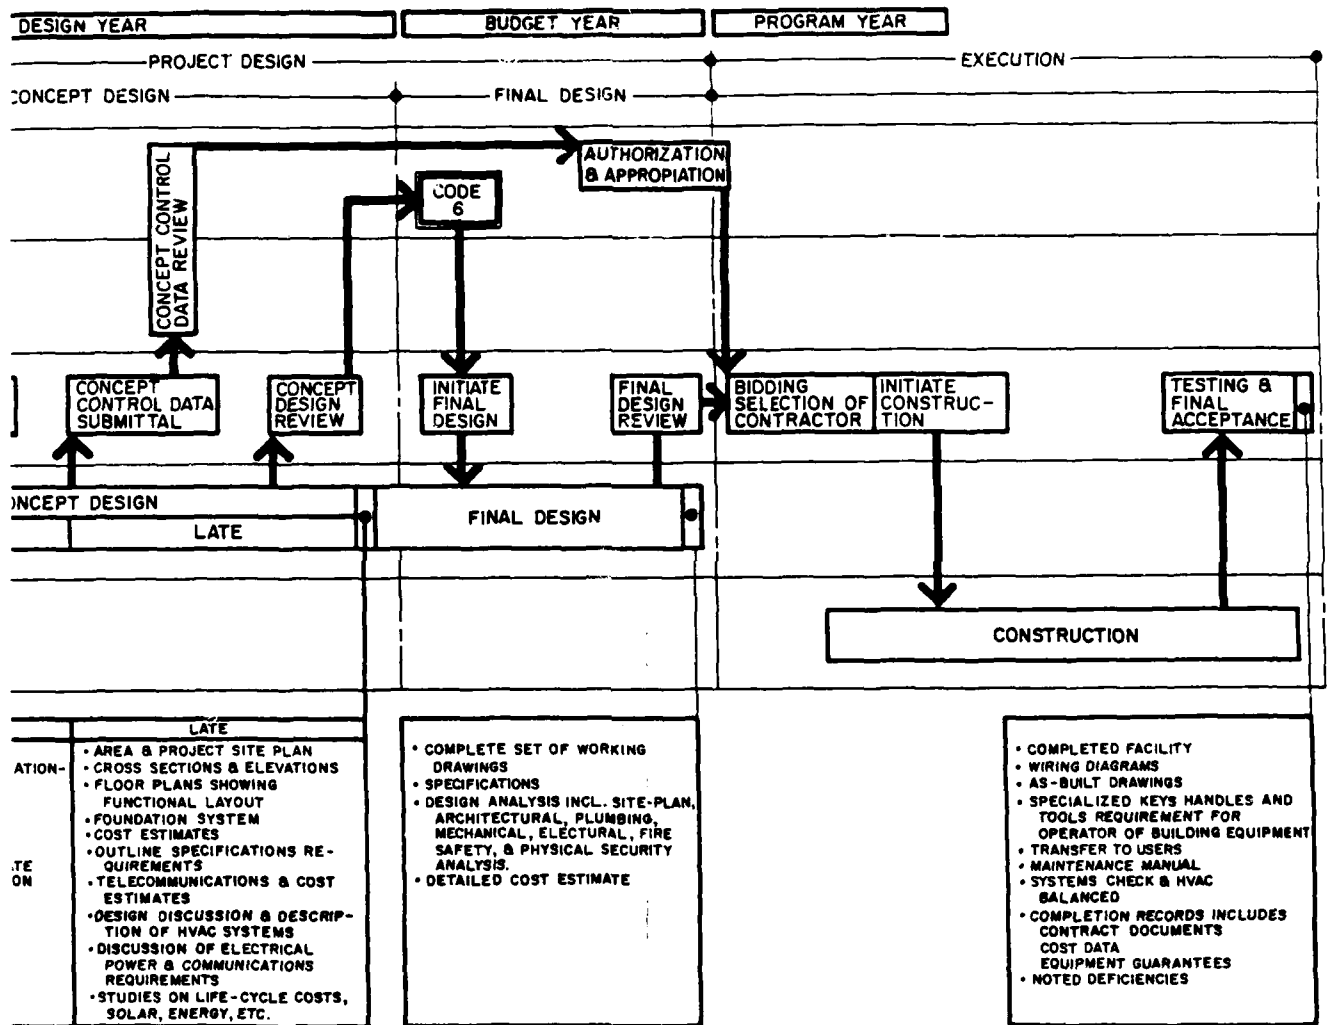 DESIGN YEAR
BUDGET YEAR
PROGRAM YEAR
PROJECT DESIGN
EXECUTION
CONCEPT DESIGN
FINAL DESIGN
CONCEPT CONTROL
DATA REVIEW
AUTHORIZATION
& APPROPIATION
CODE
6
CONCEPT
CONTROL DATA
SUBMITTAL
CONCEPT
DESIGN
REVIEW
INITIATE
FINAL
DESIGN
FINAL
DESIGN
REVIEW
BIDDING
SELECTION OF
CONTRACTOR
INITIATE
CONSTRUC-
TION
TESTING &
FINAL
ACCEPTANCE
ONCEPT DESIGN
LATE
FINAL DESIGN
CONSTRUCTION
ATION-
TE
ON
LATE
• AREA & PROJECT SITE PLAN
• CROSS SECTIONS & ELEVATIONS
• FLOOR PLANS SHOWING
FUNCTIONAL LAYOUT
• FOUNDATION SYSTEM
• COST ESTIMATES
• OUTLINE SPECIFICATIONS RE-
QUIREMENTS
• TELECOMMUNICATIONS & COST
ESTIMATES
• DESIGN DISCUSSION & DESCRIP-
TION OF HVAC SYSTEMS
• DISCUSSION OF ELECTRICAL
POWER & COMMUNICATIONS
REQUIREMENTS
• STUDIES ON LIFE-CYCLE COSTS,
SOLAR, ENERGY, ETC.
• COMPLETE SET OF WORKING
DRAWINGS
• SPECIFICATIONS
• DESIGN ANALYSIS INCL. SITE-PLAN,
ARCHITECTURAL, PLUMBING,
MECHANICAL, ELECTURAL, FIRE
SAFETY, & PHYSICAL SECURITY
ANALYSIS.
• DETAILED COST ESTIMATE
• COMPLETED FACILITY
• WIRING DIAGRAMS
• AS-BUILT DRAWINGS
• SPECIALIZED KEYS HANDLES AND
TOOLS REQUIREMENT FOR
OPERATOR OF BUILDING EQUIPMENT
• TRANSFER TO USERS
• MAINTENANCE MANUAL
• SYSTEMS CHECK & HVAC
BALANCED
• COMPLETION RECORDS INCLUDES
CONTRACT DOCUMENTS
COST DATA
EQUIPMENT GUARANTEES
• NOTED DEFICIENCIES